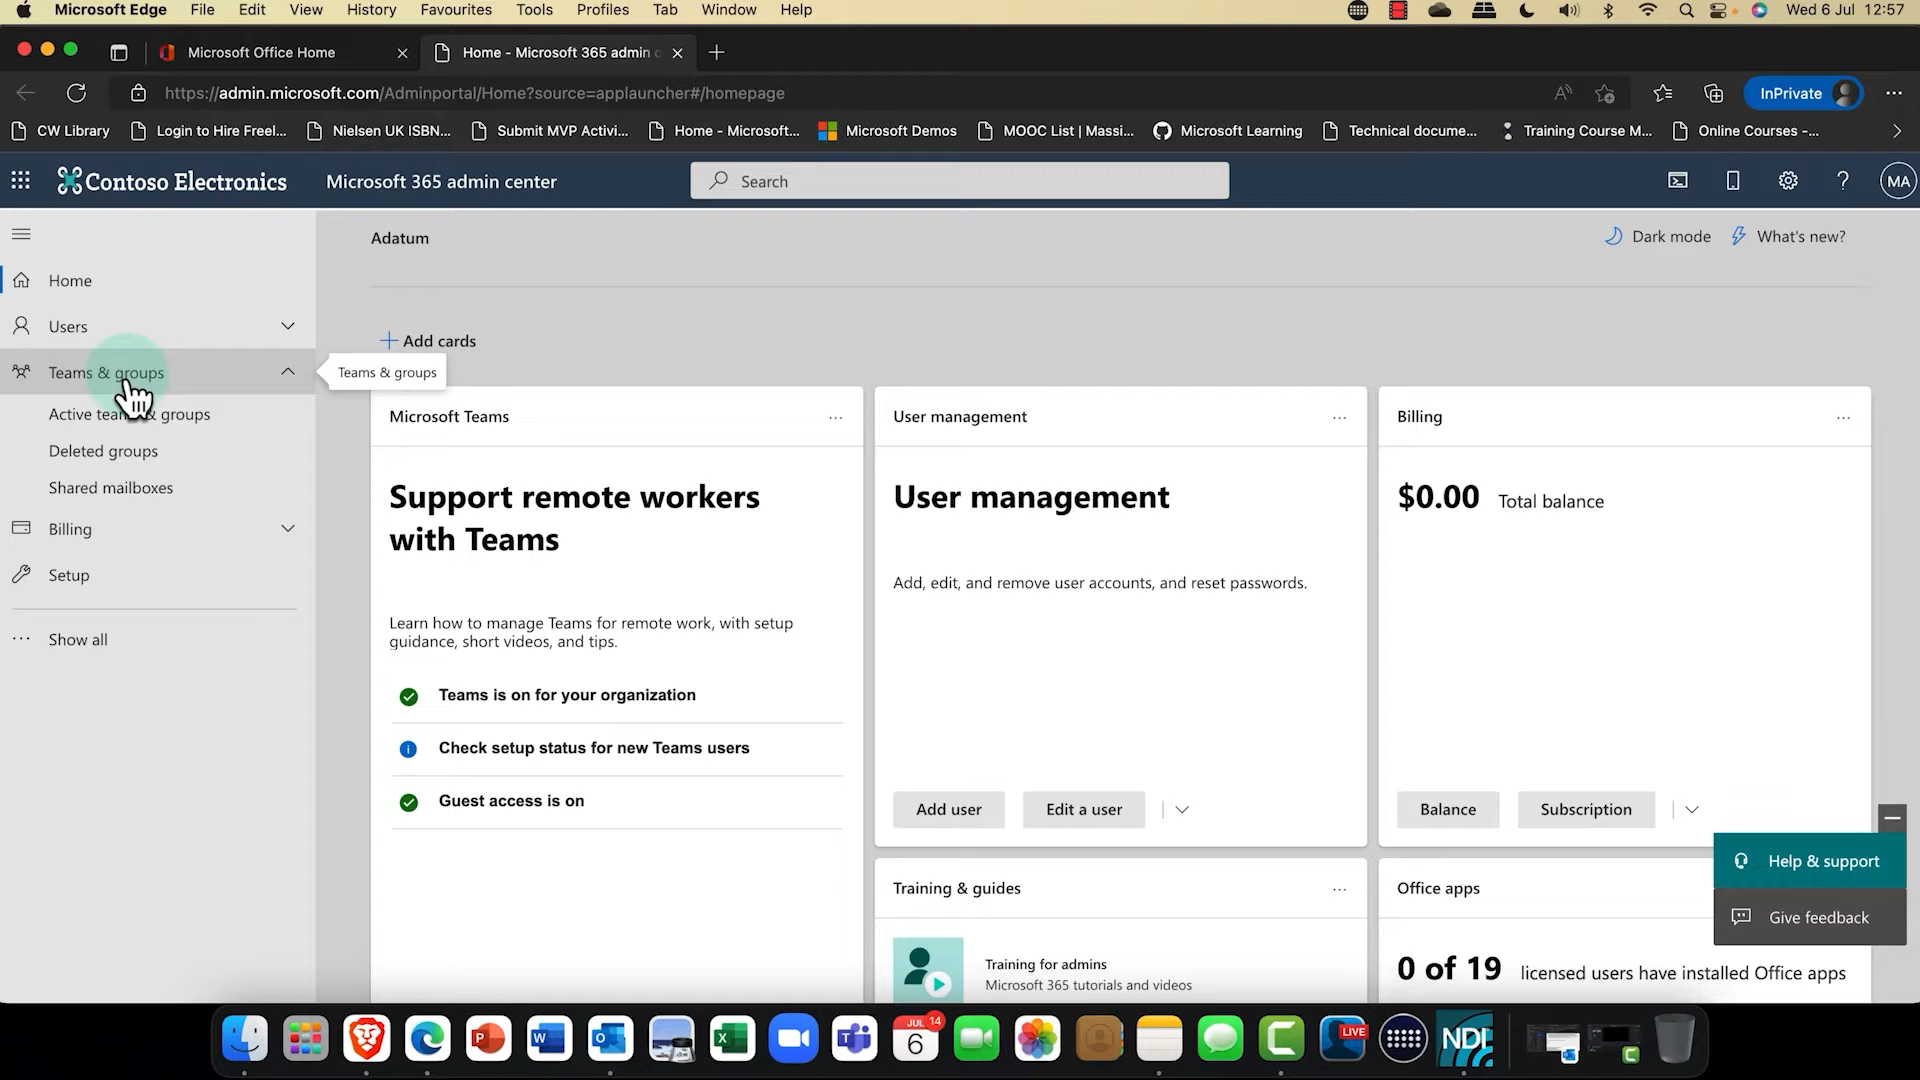 Microsoft Edge File Edit View History Favourites Tools Profiles Tab Window Help Wed 6 Jul 12:57
Microsoft Office Home Home - Microsoft 365 admin c
https://admin.microsoft.com/Adminportal/Home?source=applauncher#/homepage InPrivate
CW Library Login to Hire Freel... Nielsen UK ISBN... Submit MVP Activi... Home - Microsoft... Microsoft Demos MOOC List | Massi... Microsoft Learning Technical docume... Training Course M... Online Courses -...
Contoso Electronics Microsoft 365 admin center Search ? MA
Adatum Dark mode What's new?
Home
Users
Add cards
Teams & groups
Teams & groups
Active teams & groups
Deleted groups
Shared mailboxes
Billing
Setup
Show all
Microsoft Teams
Support remote workers
with Teams
Learn how to manage Teams for remote work, with setup
guidance, short videos, and tips.
Teams is on for your organization
Check setup status for new Teams users
Guest access is on
User management
User management
Add, edit, and remove user accounts, and reset passwords.
Add user Edit a user
Billing
$0.00 Total balance
Balance Subscription
Training & guides
Training for admins
Microsoft 365 tutorials and videos
Office apps
0 of 19 licensed users have installed Office apps
Help & support
Give feedback
JUL 14
6
LIVE
NDI